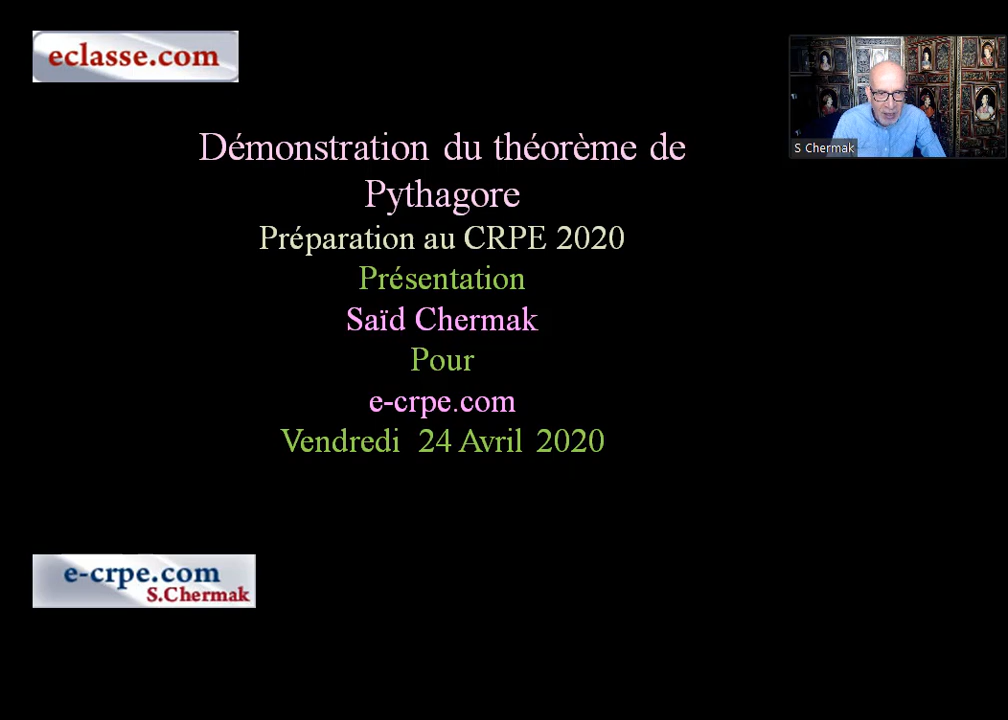 eclasse.com
S Chermak
Démonstration du théorème de
Pythagore
Préparation au CRPE 2020
Présentation
Saïd Chermak
Pour
e-crpe.com
Vendredi 24 Avril 2020
e-crpe.com
S.Chermak